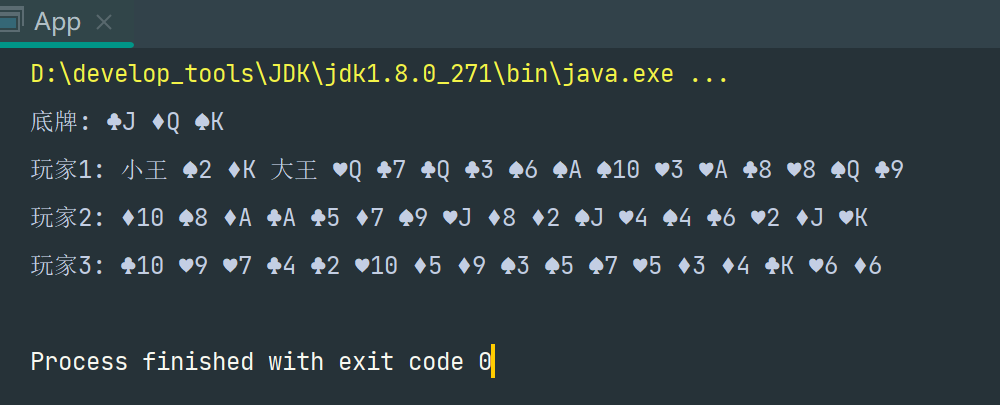 App
D:\develop_tools\JDK\jdk1.8.0_271\bin\java.exe ...
底牌: ♣J ♦Q ♠K
玩家1: 小王 ♠2 ♦K 大王 ♥Q ♣7 ♣Q ♣3 ♠6 ♠A ♠10 ♥3 ♥A ♣8 ♥8 ♠Q ♣9
玩家2: ♦10 ♠8 ♦A ♣A ♣5 ♦7 ♠9 ♥J ♦8 ♦2 ♠J ♥4 ♠4 ♣6 ♥2 ♦J ♥K
玩家3: ♣10 ♥9 ♥7 ♣4 ♣2 ♥10 ♦5 ♦9 ♠3 ♠5 ♠7 ♥5 ♦3 ♦4 ♣K ♥6 ♦6
Process finished with exit code 0